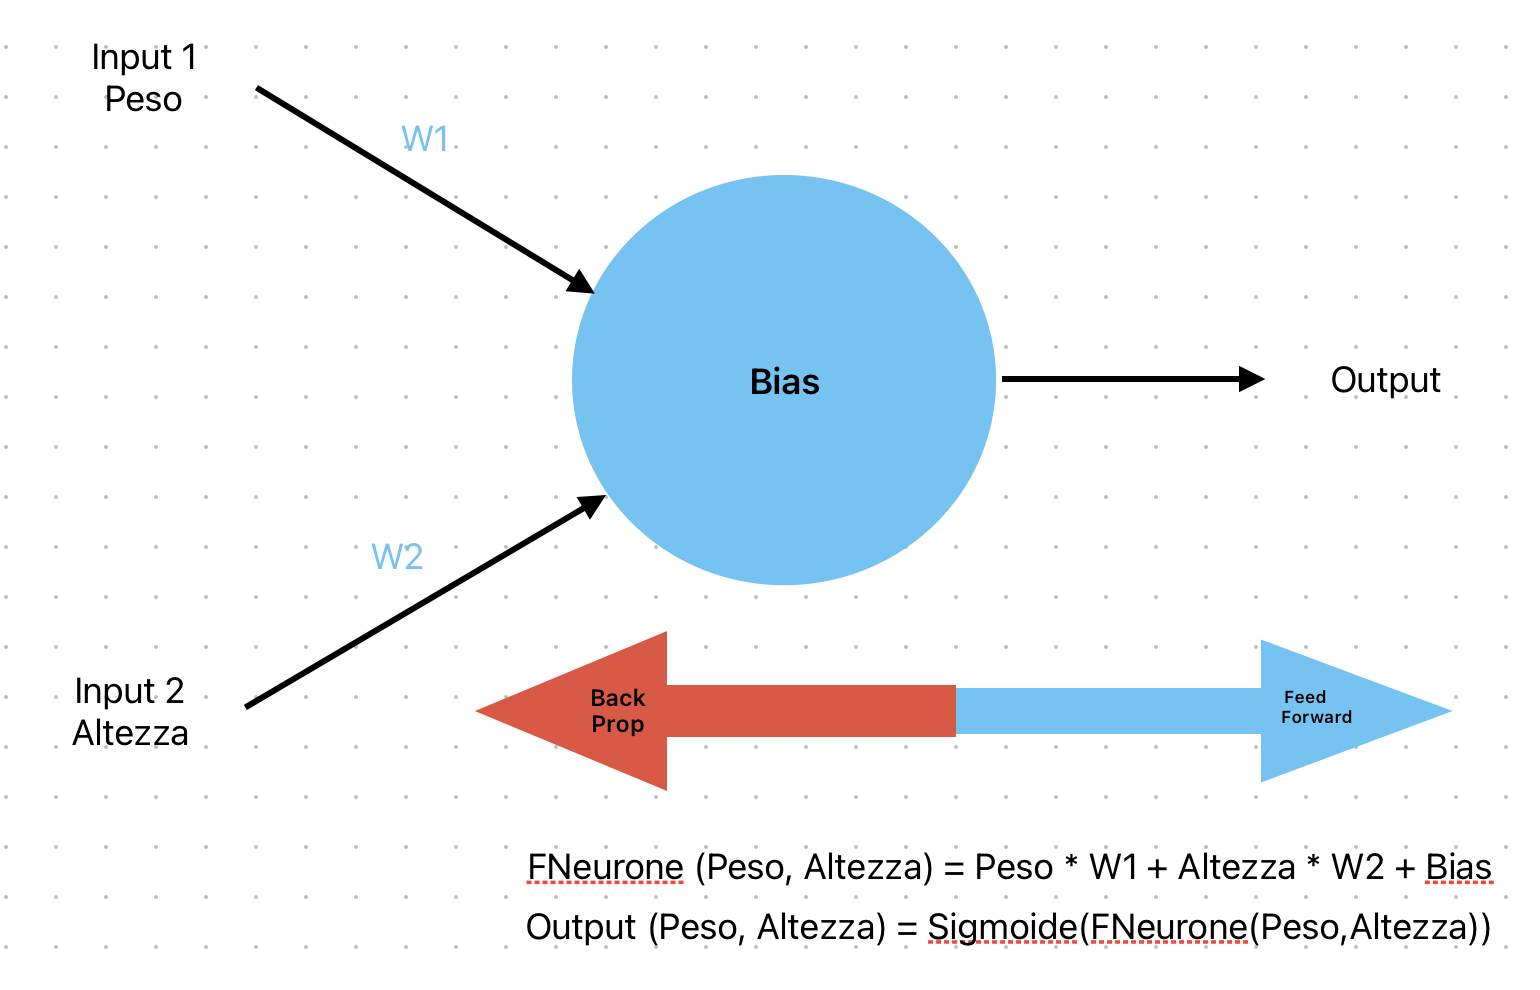 Input 1
Peso
W1
Bias
Output
W2
Input 2
Altezza
Back
Prop
Feed
Forward
FNeurone (Peso, Altezza) = Peso * W1 + Altezza * W2 + Bias
Output (Peso, Altezza) = Sigmoide(FNeurone(Peso,Altezza))